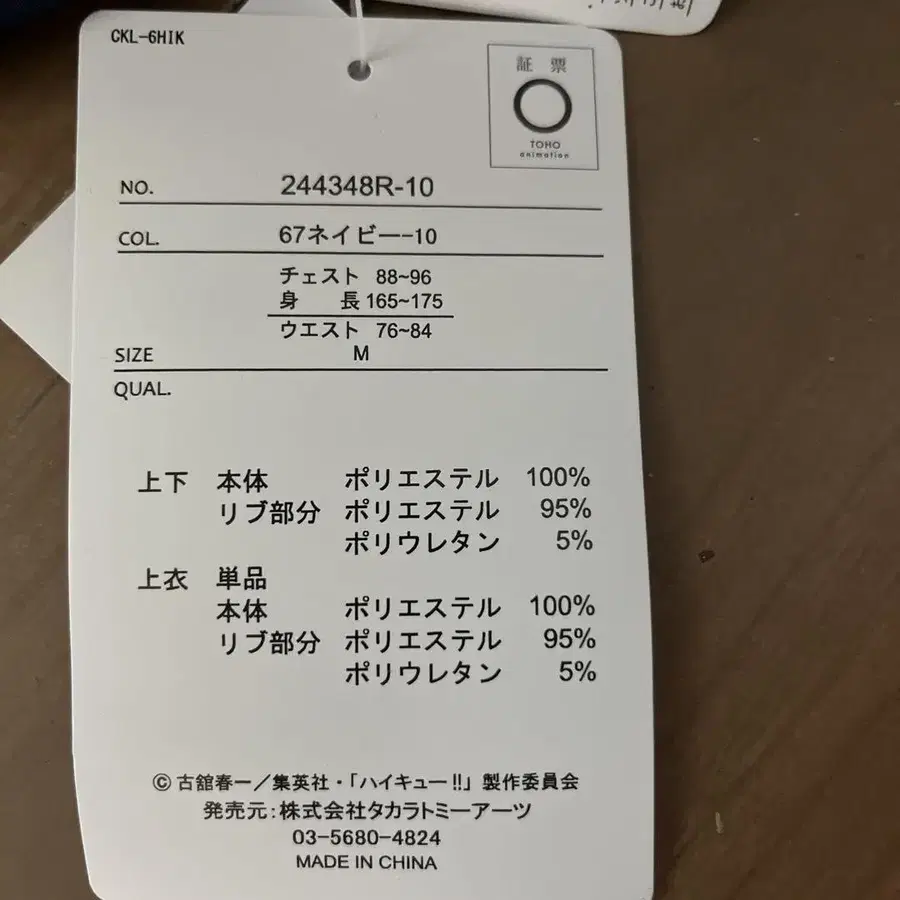 CKL-6HIK
証 票
TOHO
animation
NO. 244348R-10
COL. 67ネイビー-10
チェスト 88~96
身 長 165~175
ウエスト 76~84
SIZE M
QUAL.
上下 本体 ポリエステル 100%
リブ部分 ポリエステル 95%
ポリウレタン 5%
上衣 単品
本体 ポリエステル 100%
リブ部分 ポリエステル 95%
ポリウレタン 5%
© 古舘春一／集英社・「ハイキュー!!」製作委員会
発売元:株式会社タカラトミーアーツ
03-5680-4824
MADE IN CHINA